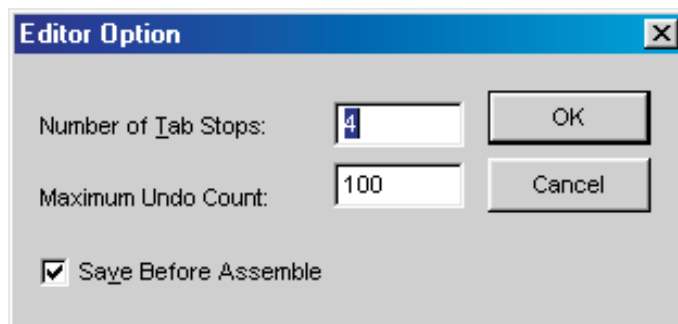 Editor Option
Number of Tab Stops: 4 OK
Maximum Undo Count: 100 Cancel
Save Before Assemble